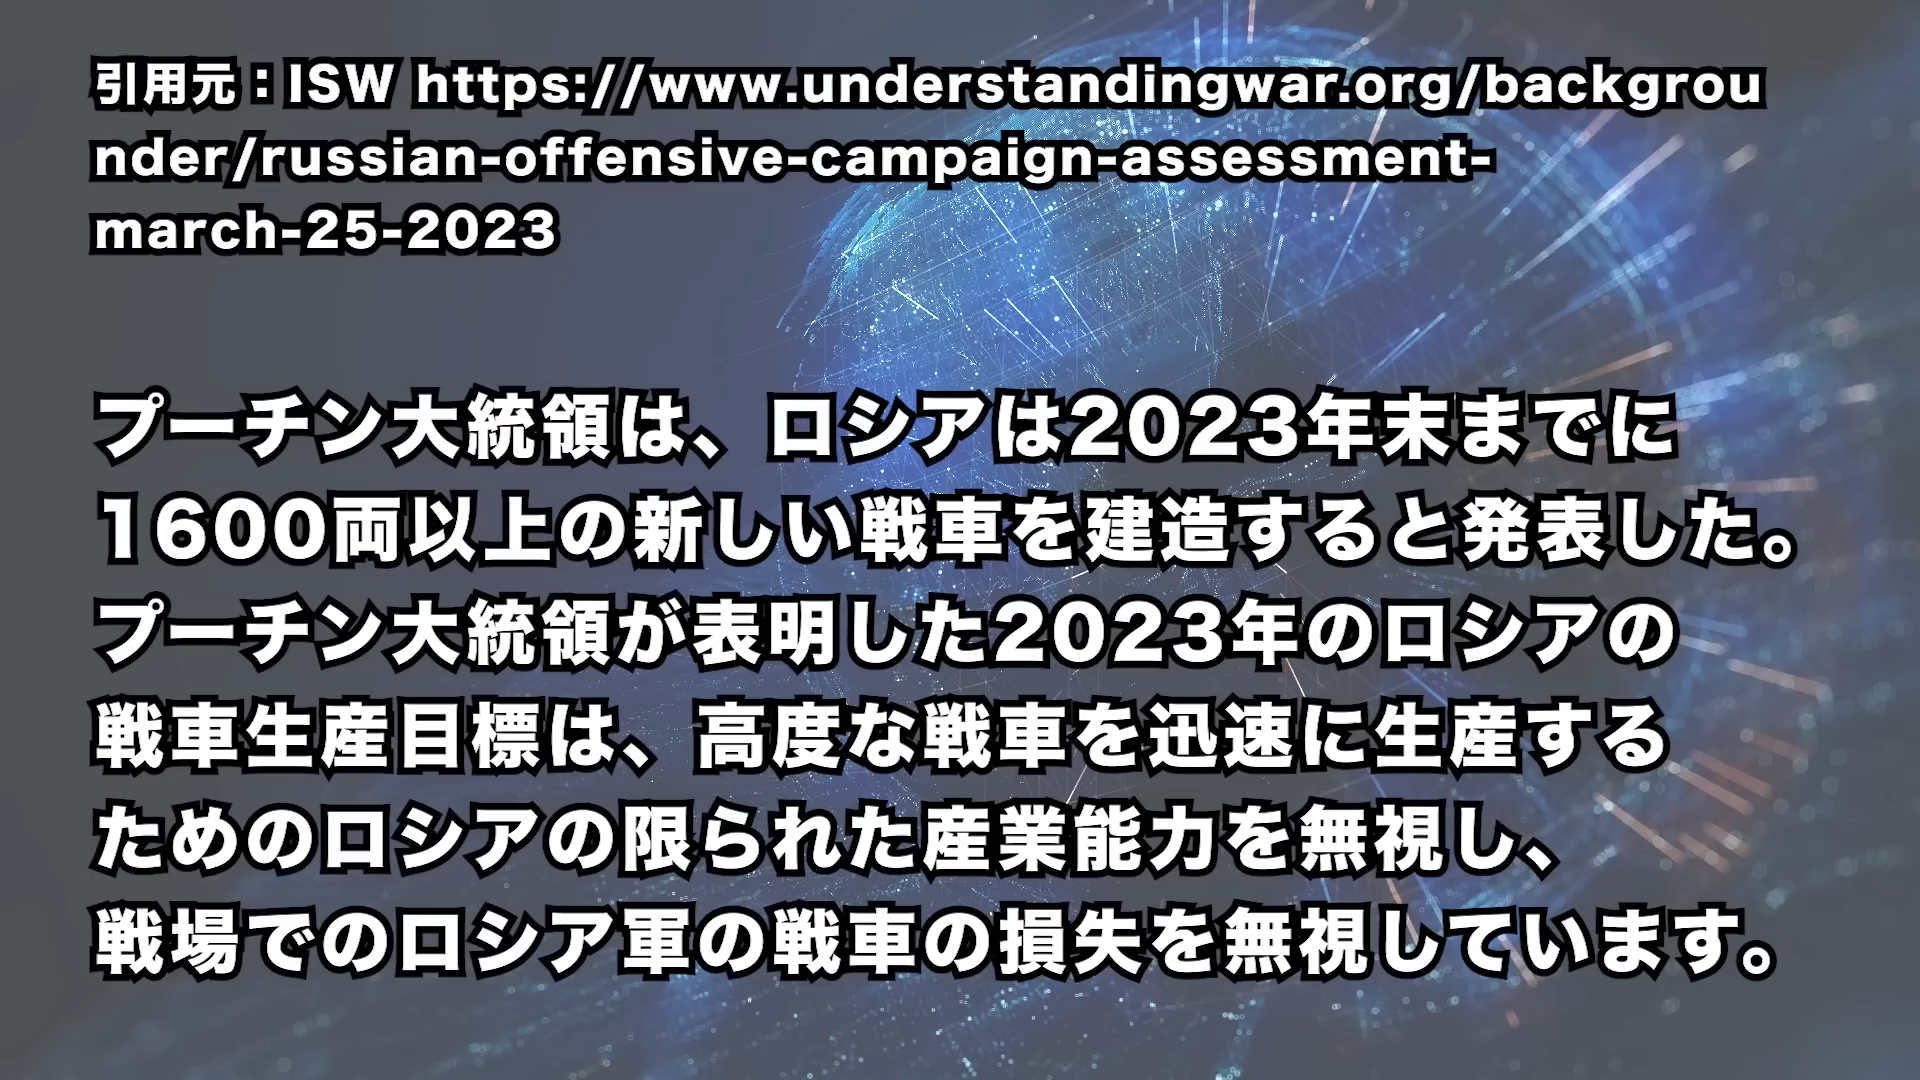 引用元：ISW https://www.understandingwar.org/backgrou
nder/russian-offensive-campaign-assessment-
march-25-2023
プーチン大統領は、ロシアは2023年末までに
1600両以上の新しい戦車を建造すると発表した。
プーチン大統領が表明した2023年のロシアの
戦車生産目標は、高度な戦車を迅速に生産する
ためのロシアの限られた産業能力を無視し、
戦場でのロシア軍の戦車の損失を無視しています。